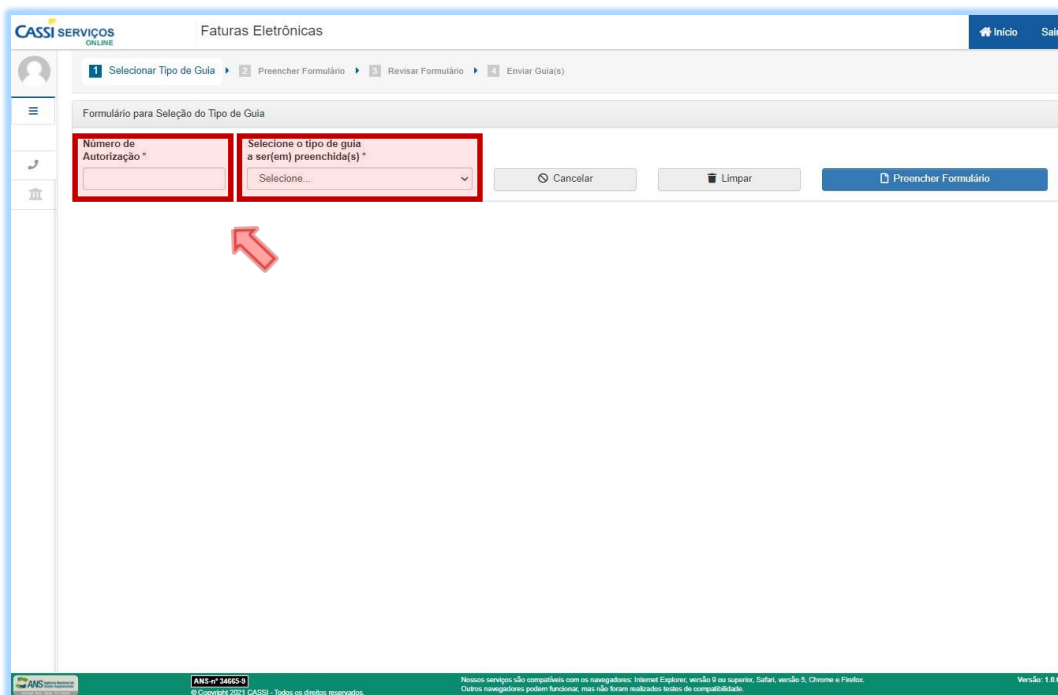 CASSI SERVIÇOS
ONLINE
Faturas Eletrônicas
Início
Sair
1 Selecionar Tipo de Guia
2 Preencher Formulário
3 Revisar Formulário
4 Enviar Guia(s)
Formulário para Seleção do Tipo de Guia
Número de
Autorização *
Selecione o tipo de guia
a ser(em) preenchida(s) *
Selecione...
Cancelar
Limpar
Preencher Formulário
ANS
ANS-nº 34665-9
© Copyright 2021 CASSI - Todos os direitos reservados.
Nossos serviços são compatíveis com os navegadores: Internet Explorer, versão 9 ou superior, Safari, versão 5, Chrome e Firefox.
Outros navegadores podem funcionar, mas não foram realizados testes de compatibilidade.
Versão: 1.0.